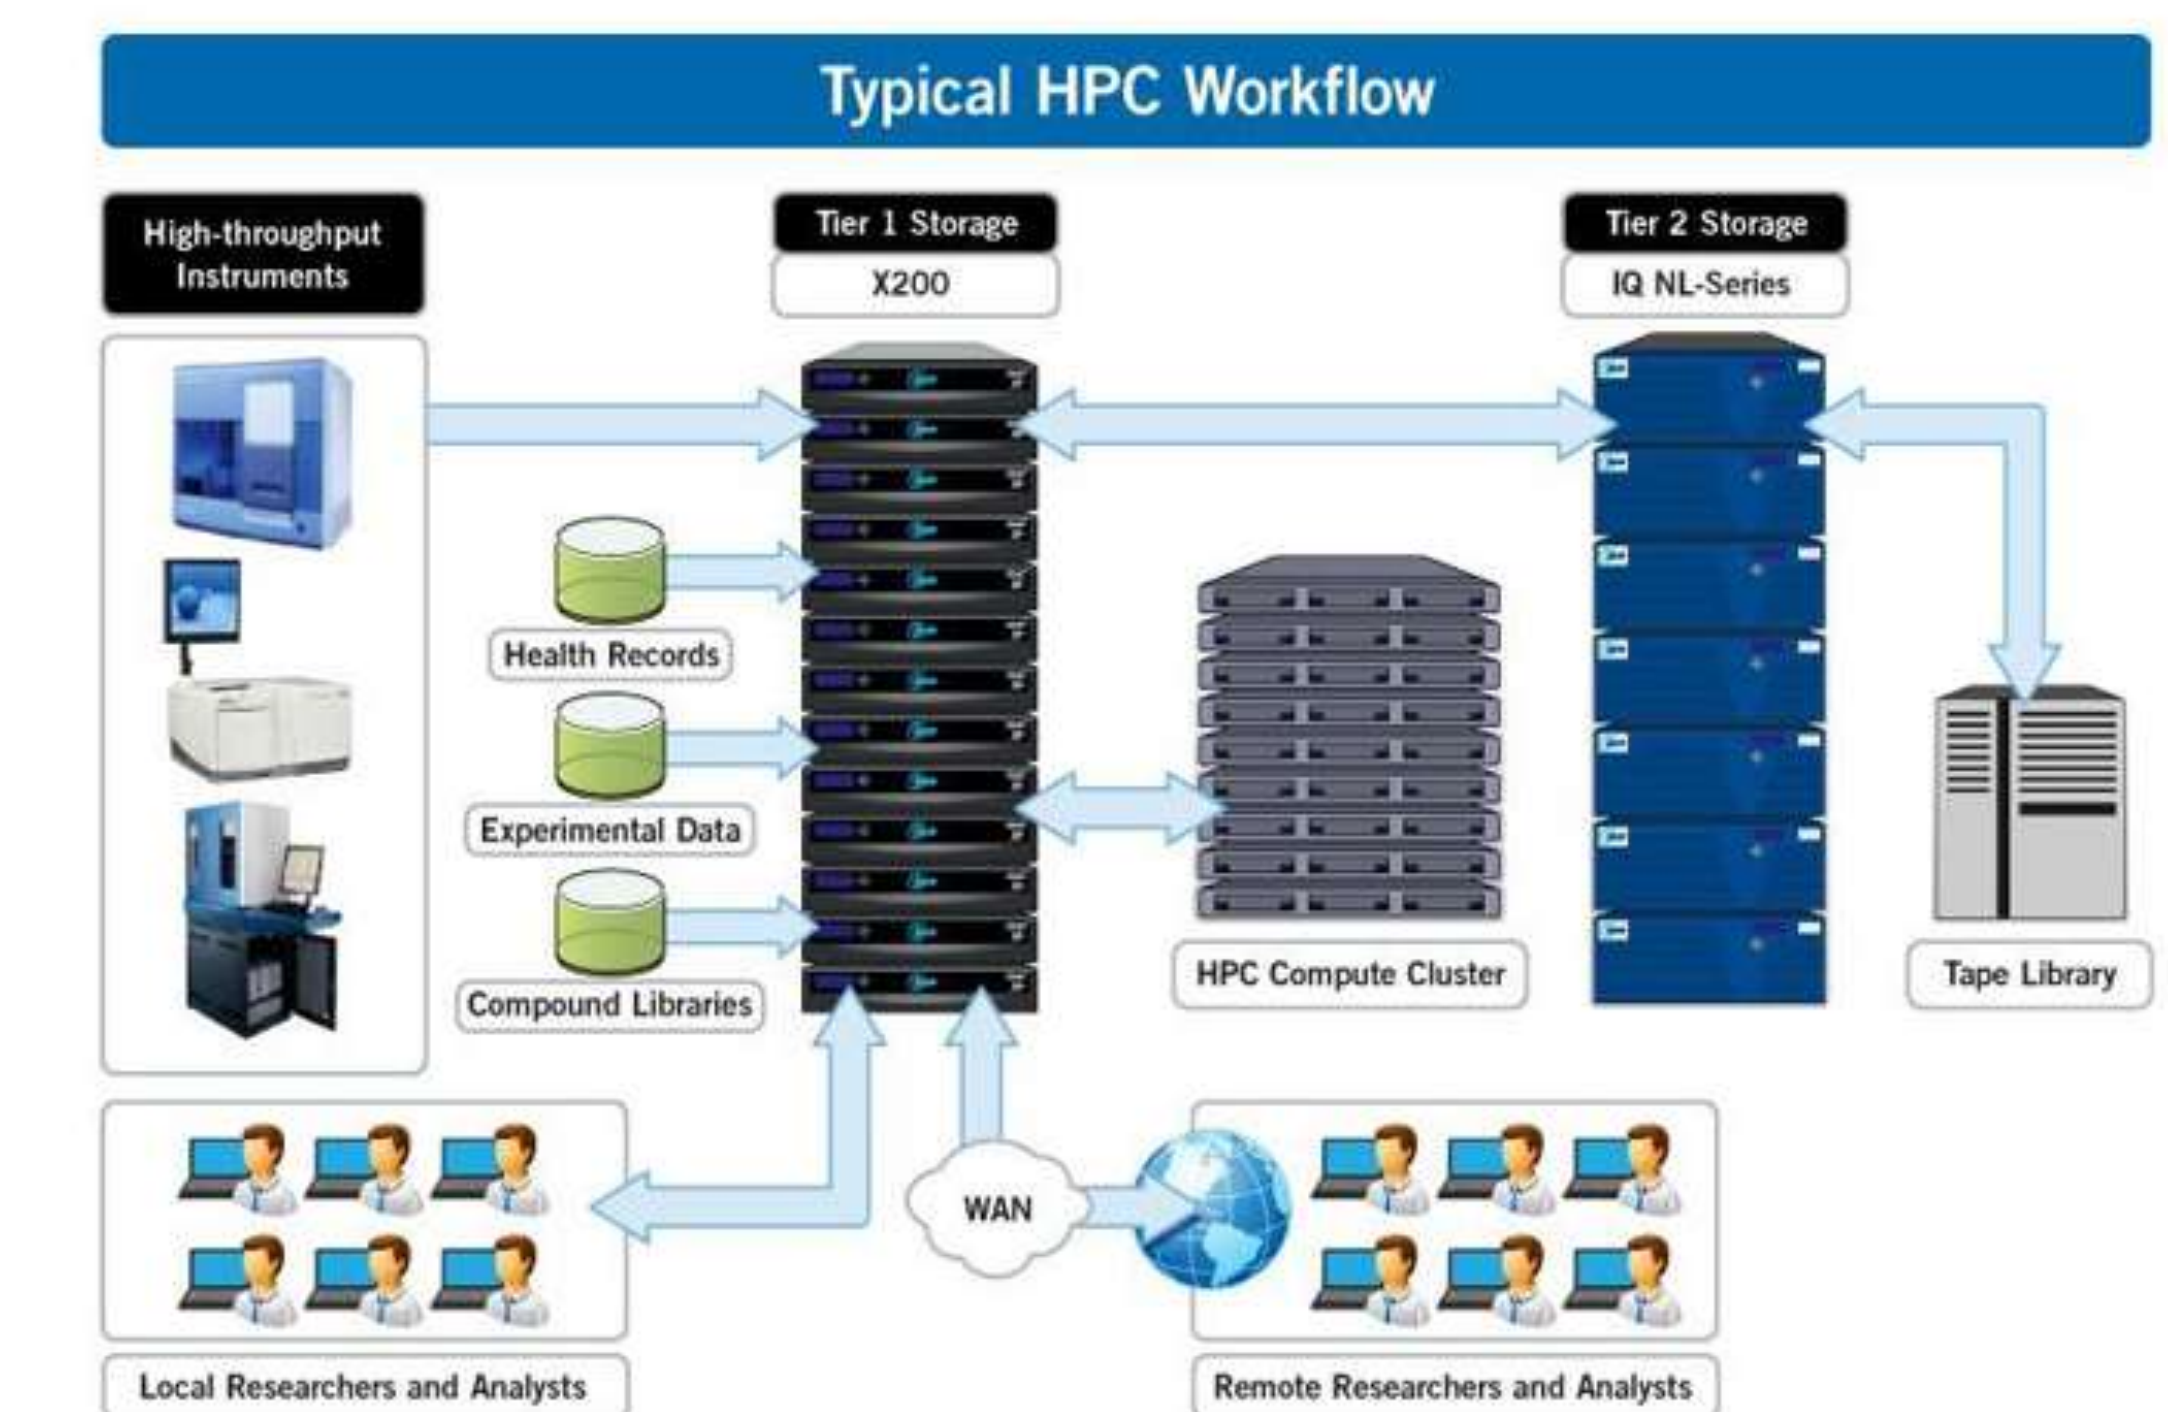 Typical HPC Workflow
High-throughput
Instruments
Tier 1 Storage
X200
Tier 2 Storage
IQ NL-Series
Health Records
Experimental Data
Compound Libraries
HPC Compute Cluster
Tape Library
WAN
Local Researchers and Analysts
Remote Researchers and Analysts